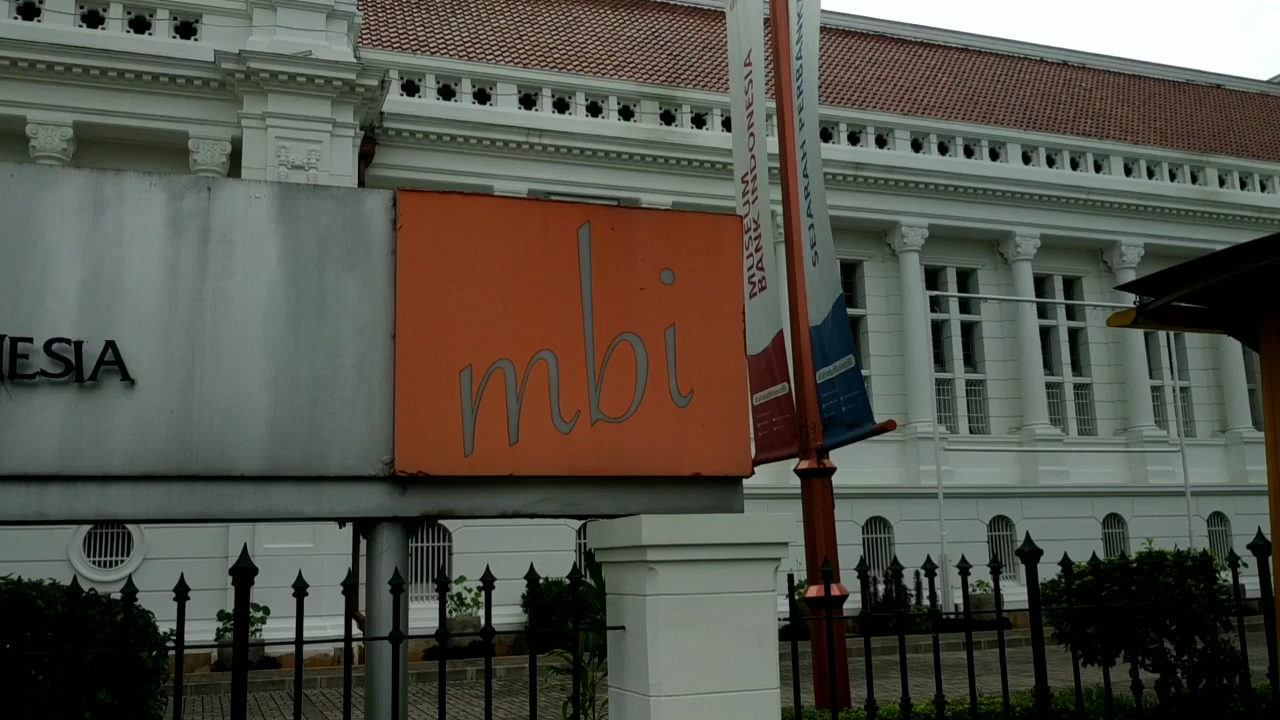 NESIA
mbi
MUSEUM
BANK INDONESIA
SEJARAH PERBANK